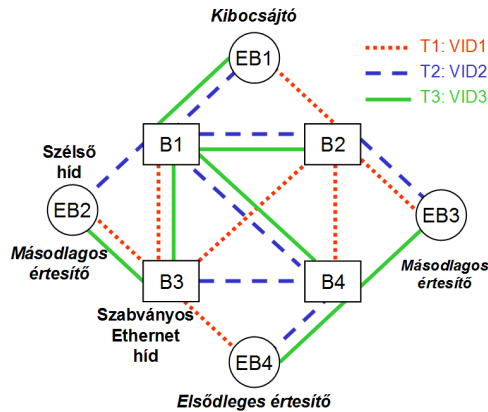 Kibocsájtó
EB1
T1: VID1
T2: VID2
T3: VID3
B1
B2
Szélső
híd
EB2
EB3
Másodlagos
értesítő
Másodlagos
értesítő
B3
B4
Szabványos
Ethernet
híd
EB4
Elsődleges értesítő